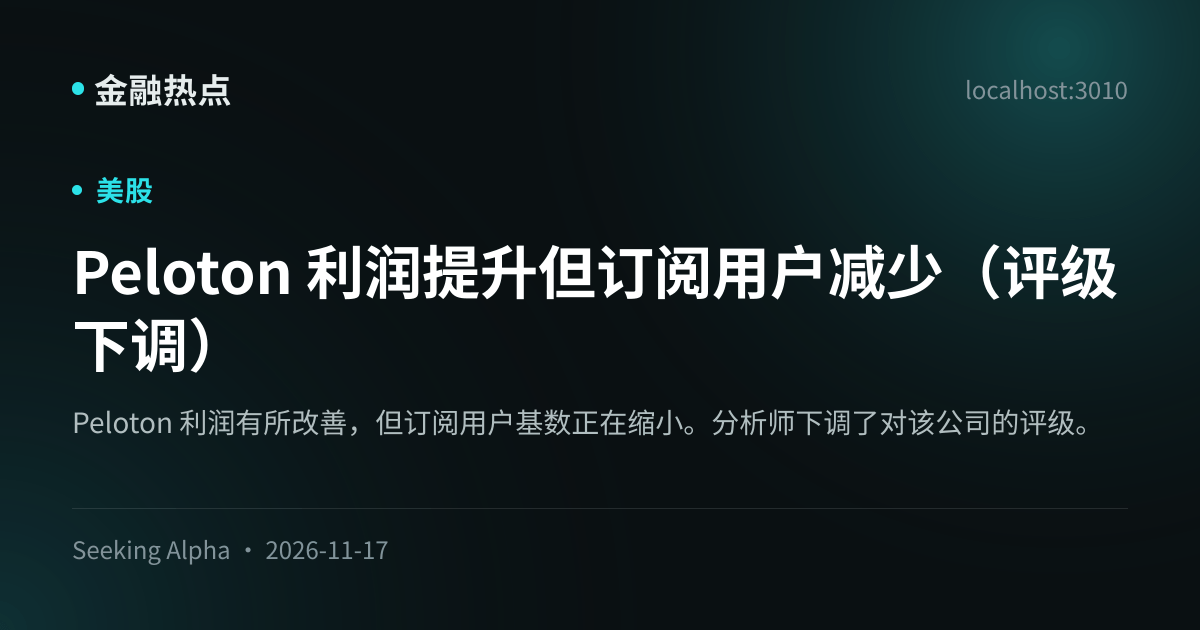 金融热点
localhost:3010
美股
Peloton 利润提升但订阅用户减少（评级
下调）
Peloton 利润有所改善，但订阅用户基数正在缩小。分析师下调了对该公司的评级。
Seeking Alpha · 2026-11-17